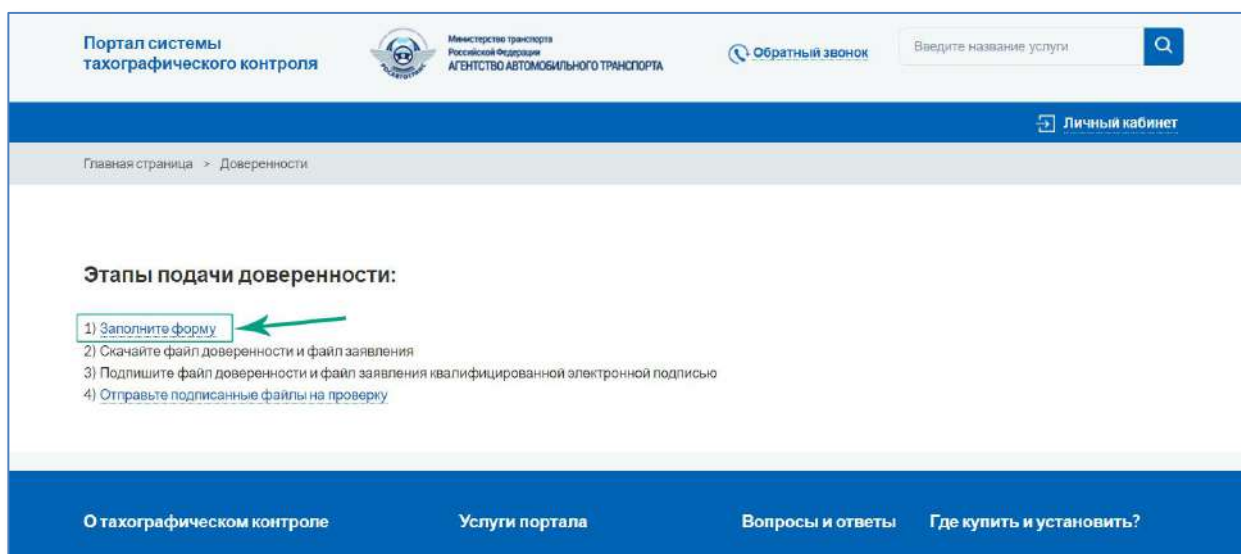 Портал системы
тахографического контроля
РОСАВТОТРАНС
Министерство транспорта
Российской Федерации
АГЕНТСТВО АВТОМОБИЛЬНОГО ТРАНСПОРТА
Обратный звонок
Введите название услуги
Личный кабинет
Главная страница > Доверенности
Этапы подачи доверенности:
1) Заполните форму
2) Скачайте файл доверенности и файл заявления
3) Подпишите файл доверенности и файл заявления квалифицированной электронной подписью
4) Отправьте подписанные файлы на проверку
О тахографическом контроле
Услуги портала
Вопросы и ответы
Где купить и установить?